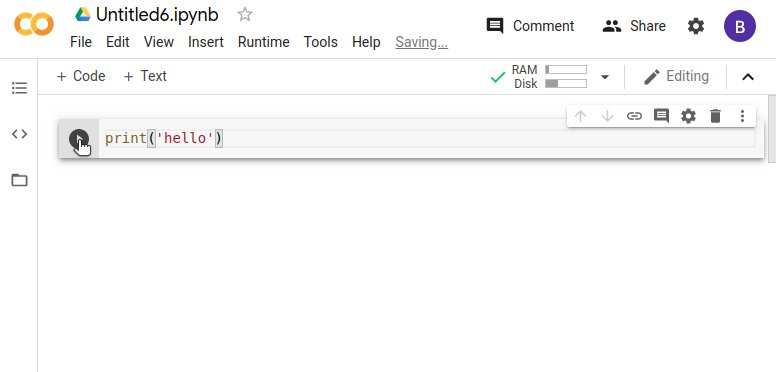 Untitled6.ipynb
Comment
Share
B
File Edit View Insert Runtime Tools Help Saving...
+ Code + Text
RAM
Disk
Editing
print('hello')